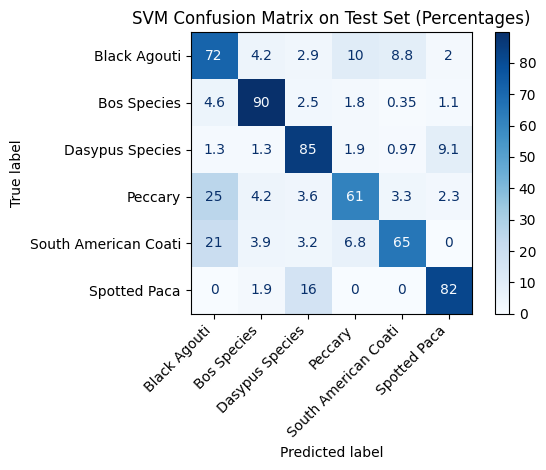 SVM Confusion Matrix on Test Set (Percentages)
Black Agouti 72 4.2 2.9 10 8.8 2
Bos Species 4.6 90 2.5 1.8 0.35 1.1
Dasypus Species 1.3 1.3 85 1.9 0.97 9.1
Peccary 25 4.2 3.6 61 3.3 2.3
South American Coati 21 3.9 3.2 6.8 65 0
Spotted Paca 0 1.9 16 0 0 82
True label
Black Agouti
Bos Species
Dasypus Species
Peccary
South American Coati
Spotted Paca
Predicted label
80
70
60
50
40
30
20
10
0